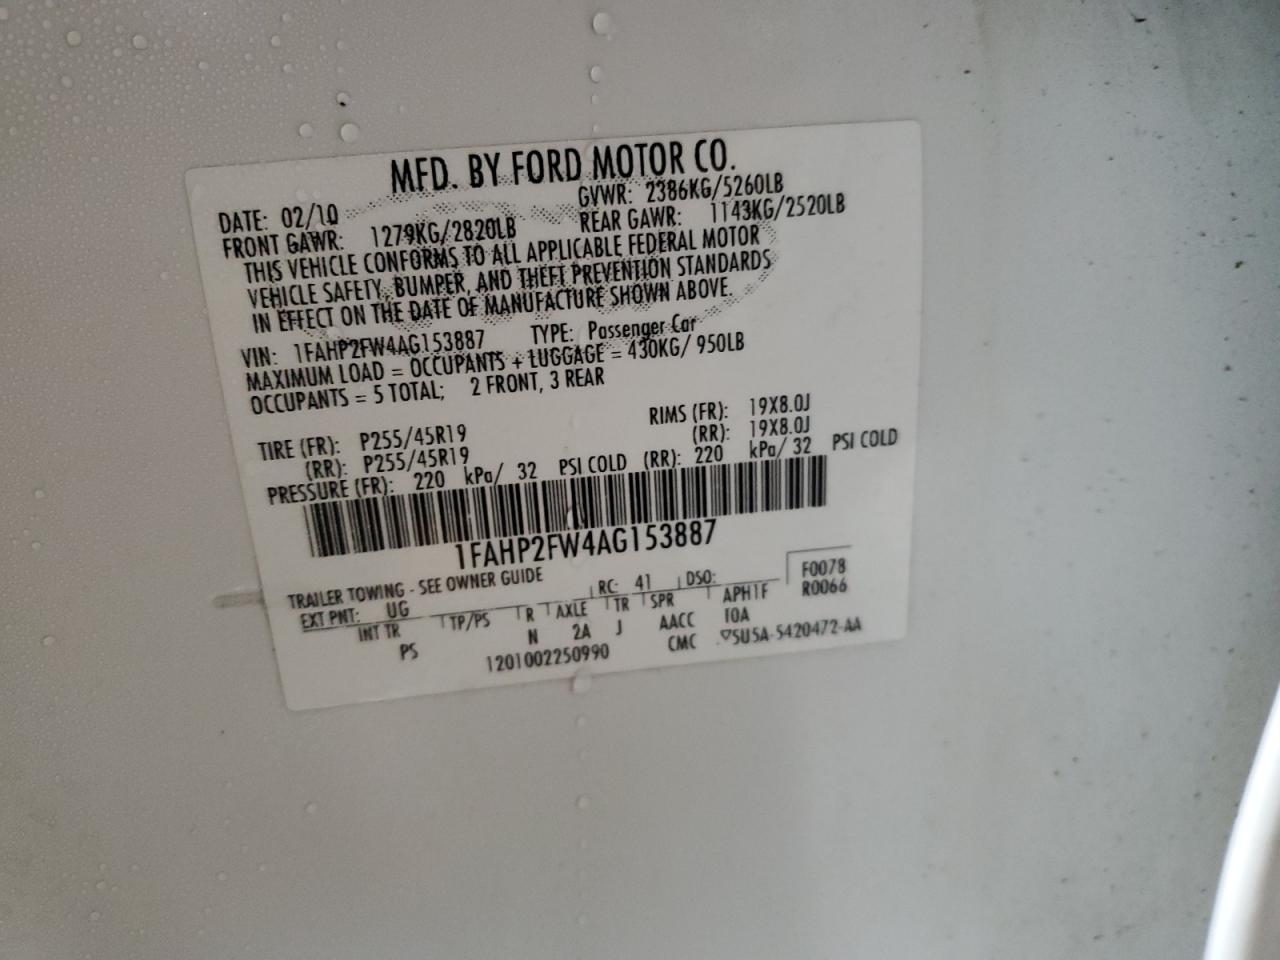 MFD. BY FORD MOTOR CO.
DATE: 02/10 GVWR: 2386KG/5260LB
FRONT GAWR: 1279KG/2820LB REAR GAWR: 1143KG/2520LB
THIS VEHICLE CONFORMS TO ALL APPLICABLE FEDERAL MOTOR
VEHICLE SAFETY, BUMPER, AND THEFT PREVENTION STANDARDS
IN EFFECT ON THE DATE OF MANUFACTURE SHOWN ABOVE.
VIN: 1FAHP2FW4AG153887 TYPE: Passenger Car
MAXIMUM LOAD = OCCUPANTS + LUGGAGE = 430KG/ 950LB
OCCUPANTS = 5 TOTAL; 2 FRONT, 3 REAR
TIRE (FR): P255/45R19 RIMS (FR): 19X8.0J
(RR): P255/45R19 (RR): 19X8.0J
PRESSURE (FR): 220 kPa/ 32 PSI COLD (RR): 220 kPa/ 32 PSI COLD
1FAHP2FW4AG153887
TRAILER TOWING - SEE OWNER GUIDE
EXT PNT: UG RC: 41 DSO: F0078
R0066
INT TR TP/PS R AXLE TR SPR APH1F
PS N 2A J AACC 10A
1201002250990 CMC 5U5A-5420472-AA